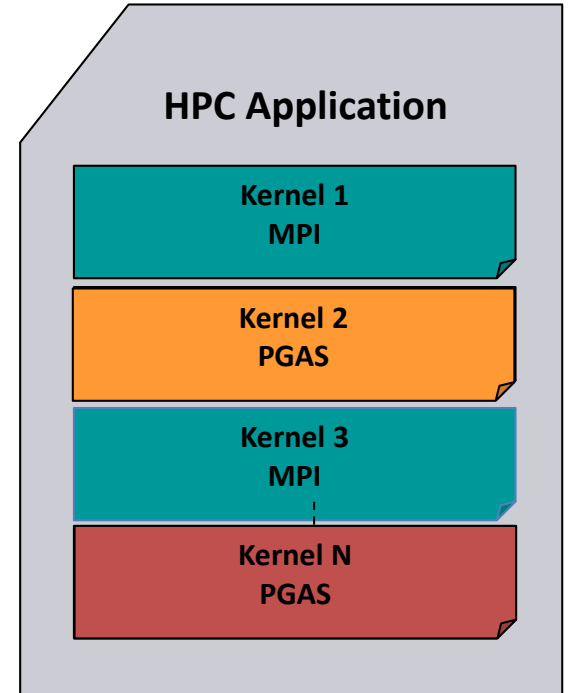 HPC Application
Kernel 1
MPI
Kernel 2
PGAS
Kernel 3
MPI
Kernel N
PGAS